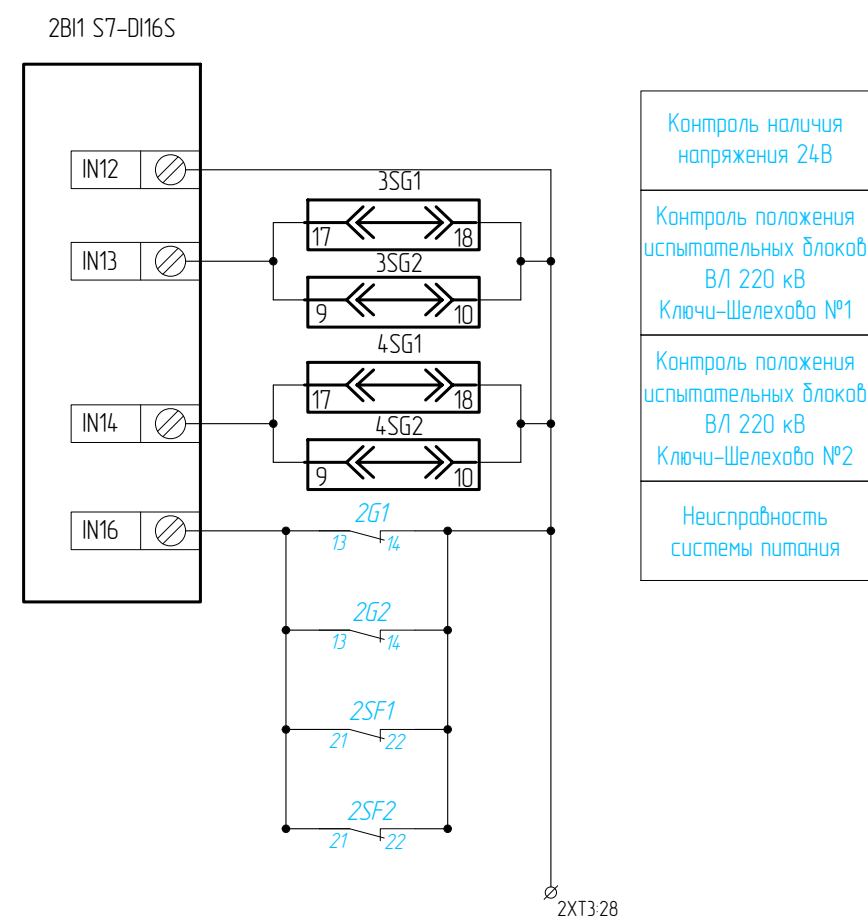 2BI1 S7-DI16S
IN12
IN13
IN14
IN16
3SG1
17 18
3SG2
9 10
4SG1
17 18
4SG2
9 10
2G1
13 14
2G2
13 14
2SF1
21 22
2SF2
21 22
2XT3:28
Контроль наличия
напряжения 24В
Контроль положения
испытательных блоков
ВЛ 220 кВ
Ключи-Шелехово №1
Контроль положения
испытательных блоков
ВЛ 220 кВ
Ключи-Шелехово №2
Неисправность
системы питания